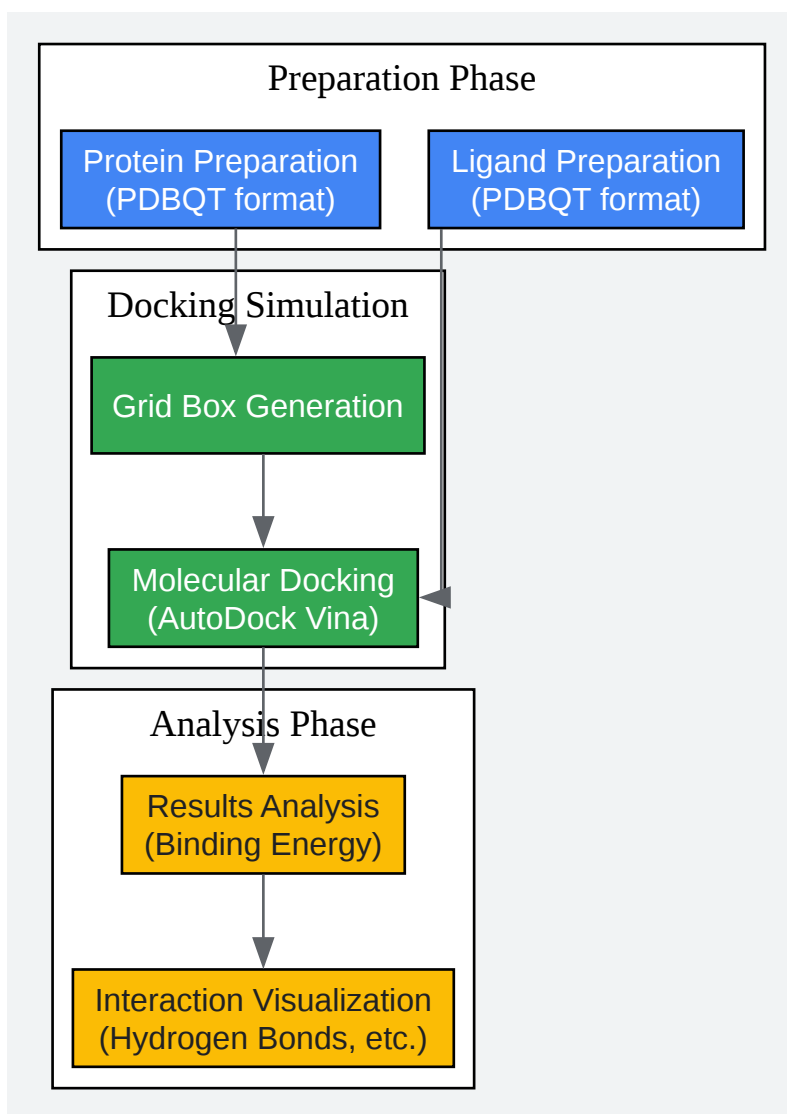 Preparation Phase
Protein Preparation
(PDBQT format)
Ligand Preparation
(PDBQT format)
Docking Simulation
Grid Box Generation
Molecular Docking
(AutoDock Vina)
Analysis Phase
Results Analysis
(Binding Energy)
Interaction Visualization
(Hydrogen Bonds, etc.)